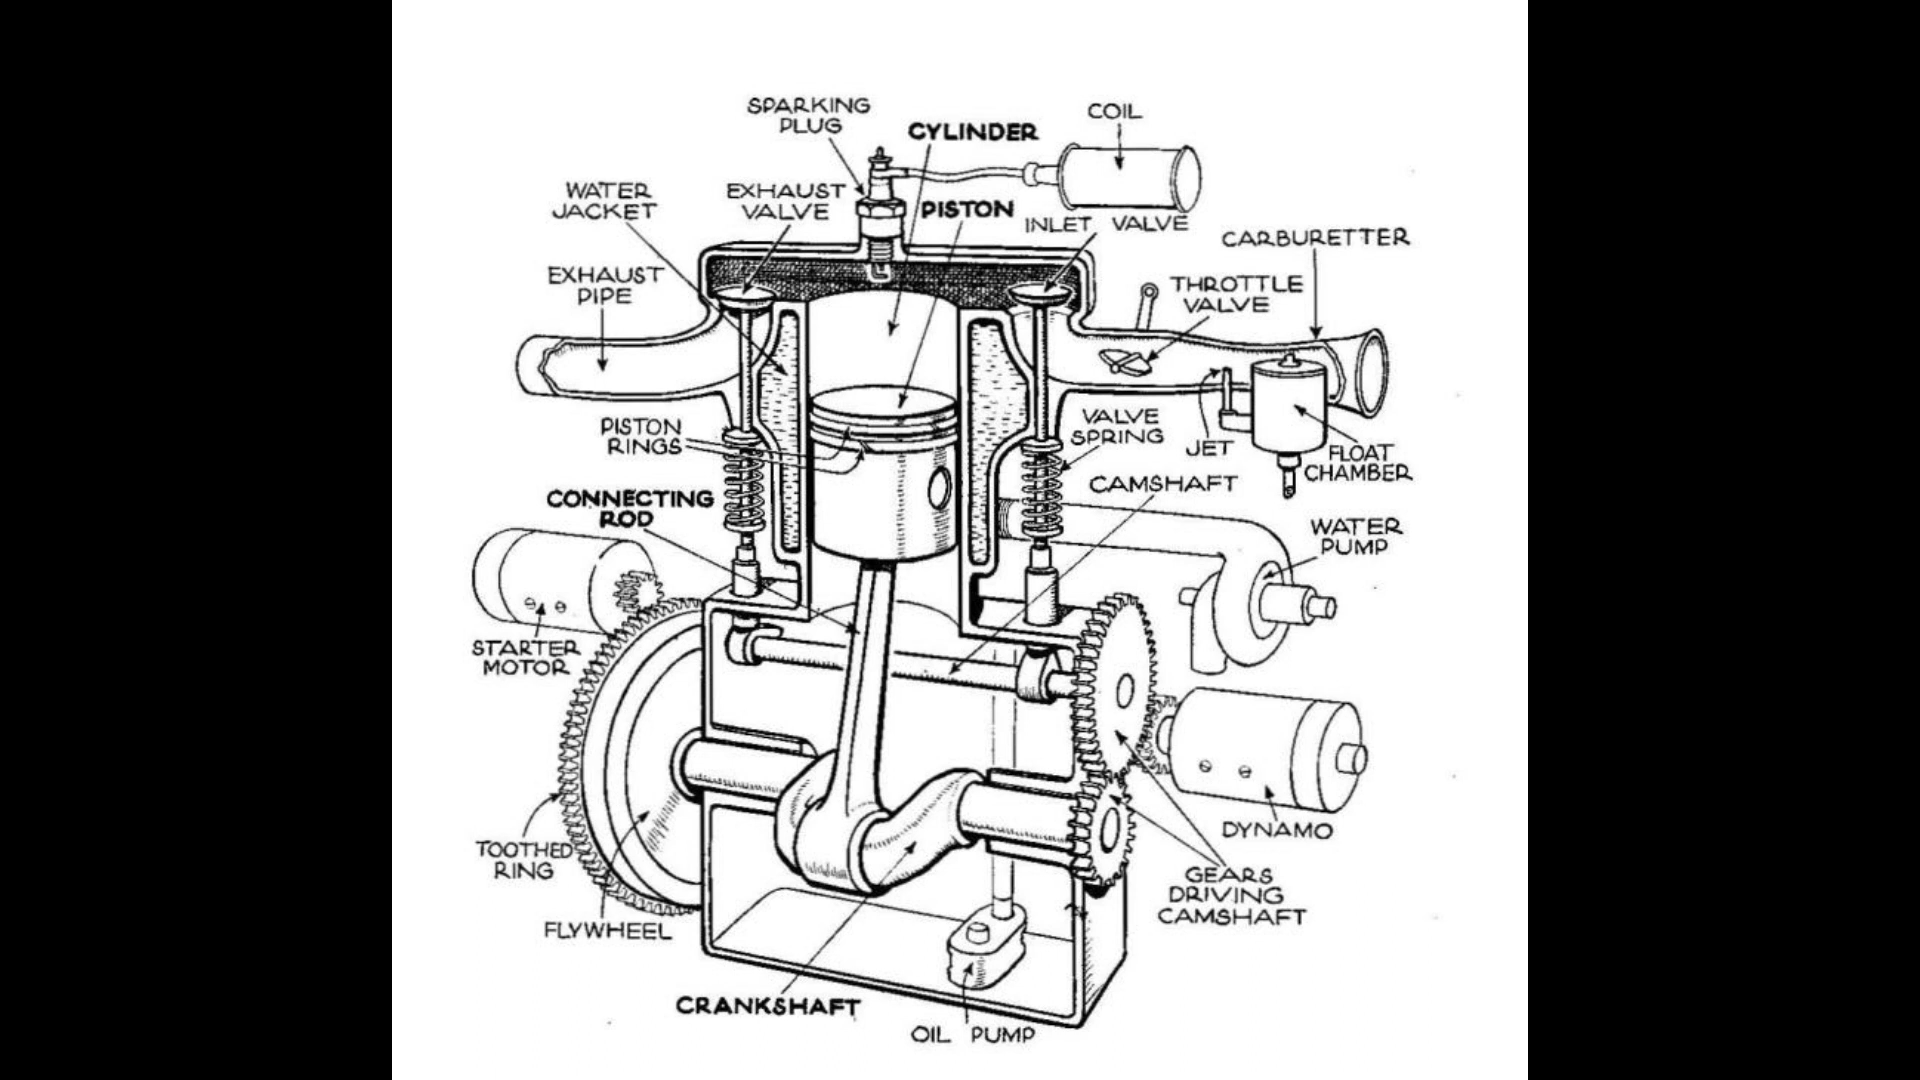 SPARKING
PLUG
CYLINDER
COIL
WATER
JACKET
EXHAUST
VALVE
PISTON
INLET VALVE
CARBURETTER
EXHAUST
PIPE
THROTTLE
VALVE
PISTON
RINGS
VALVE
SPRING
JET
FLOAT
CHAMBER
CONNECTING
ROD
CAMSHAFT
WATER
PUMP
STARTER
MOTOR
DYNAMO
TOOTHED
RING
GEARS
DRIVING
CAMSHAFT
FLYWHEEL
CRANKSHAFT
OIL PUMP